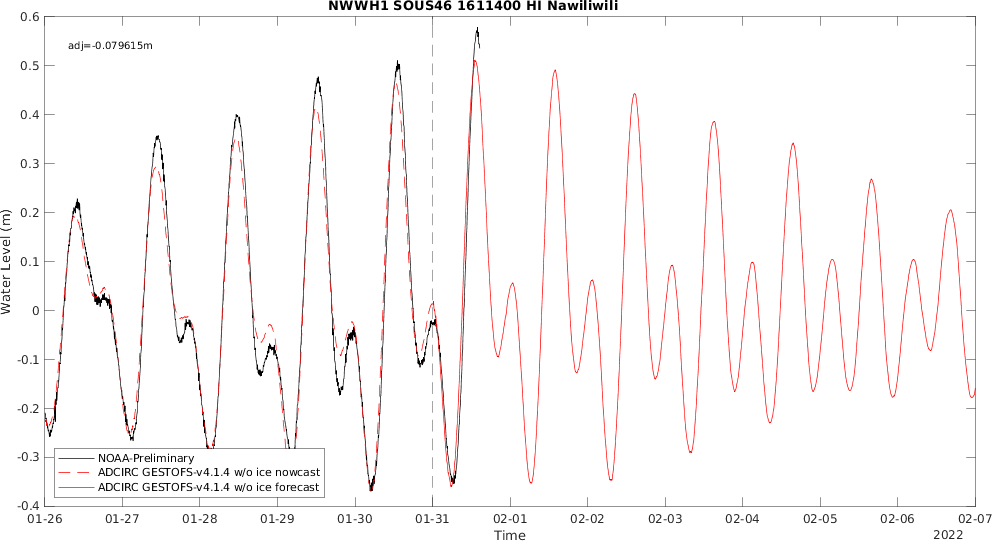 NWWH1 SOUS46 1611400 HI Nawiliwili
adj=-0.079615m
0.6
0.5
0.4
0.3
0.2
0.1
0
-0.1
-0.2
-0.3
-0.4
Water Level (m)
NOAA-Preliminary
ADCIRC GESTOFS-v4.1.4 w/o ice nowcast
ADCIRC GESTOFS-v4.1.4 w/o ice forecast
01-26 01-27 01-28 01-29 01-30 01-31 02-01 02-02 02-03 02-04 02-05 02-06 02-07
Time
2022